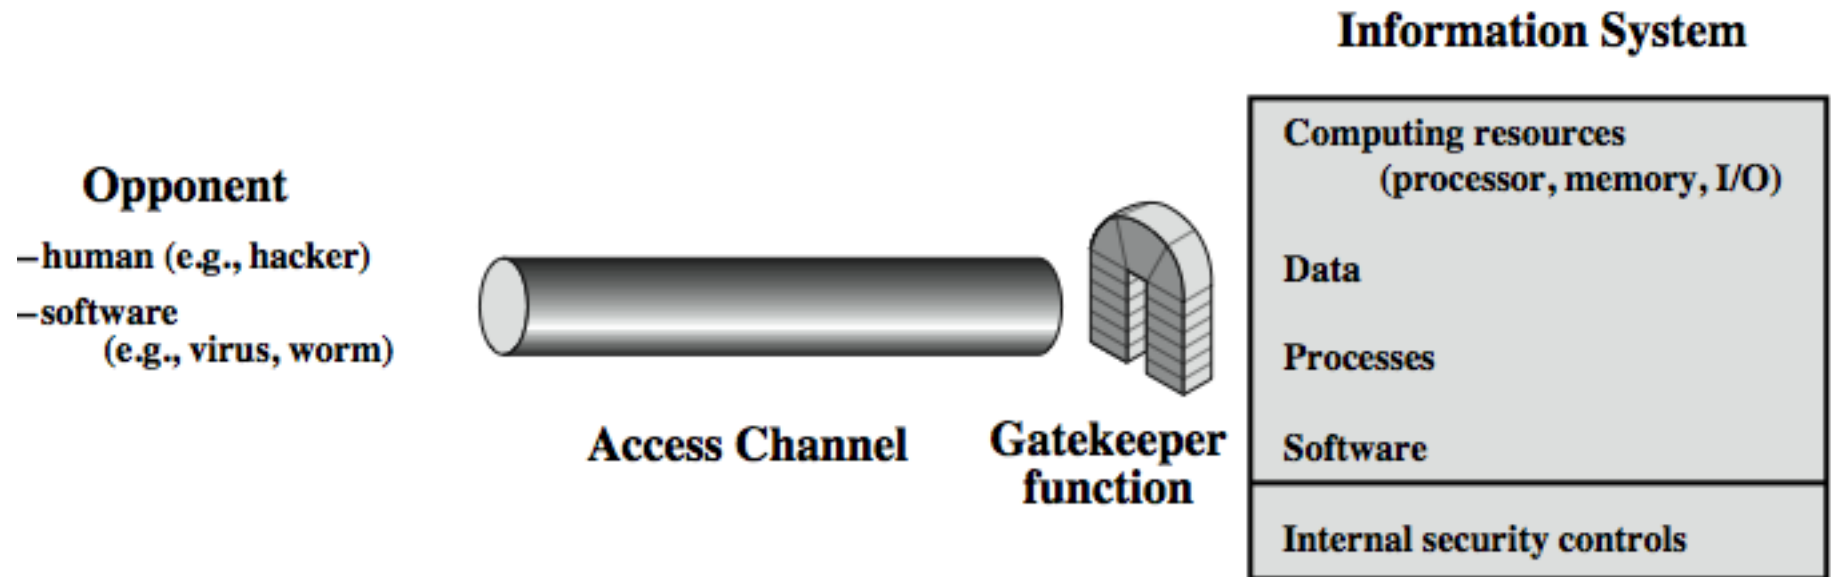 Information System
Opponent
–human (e.g., hacker)
–software
(e.g., virus, worm)
Access Channel
Gatekeeper
function
Computing resources
(processor, memory, I/O)
Data
Processes
Software
Internal security controls